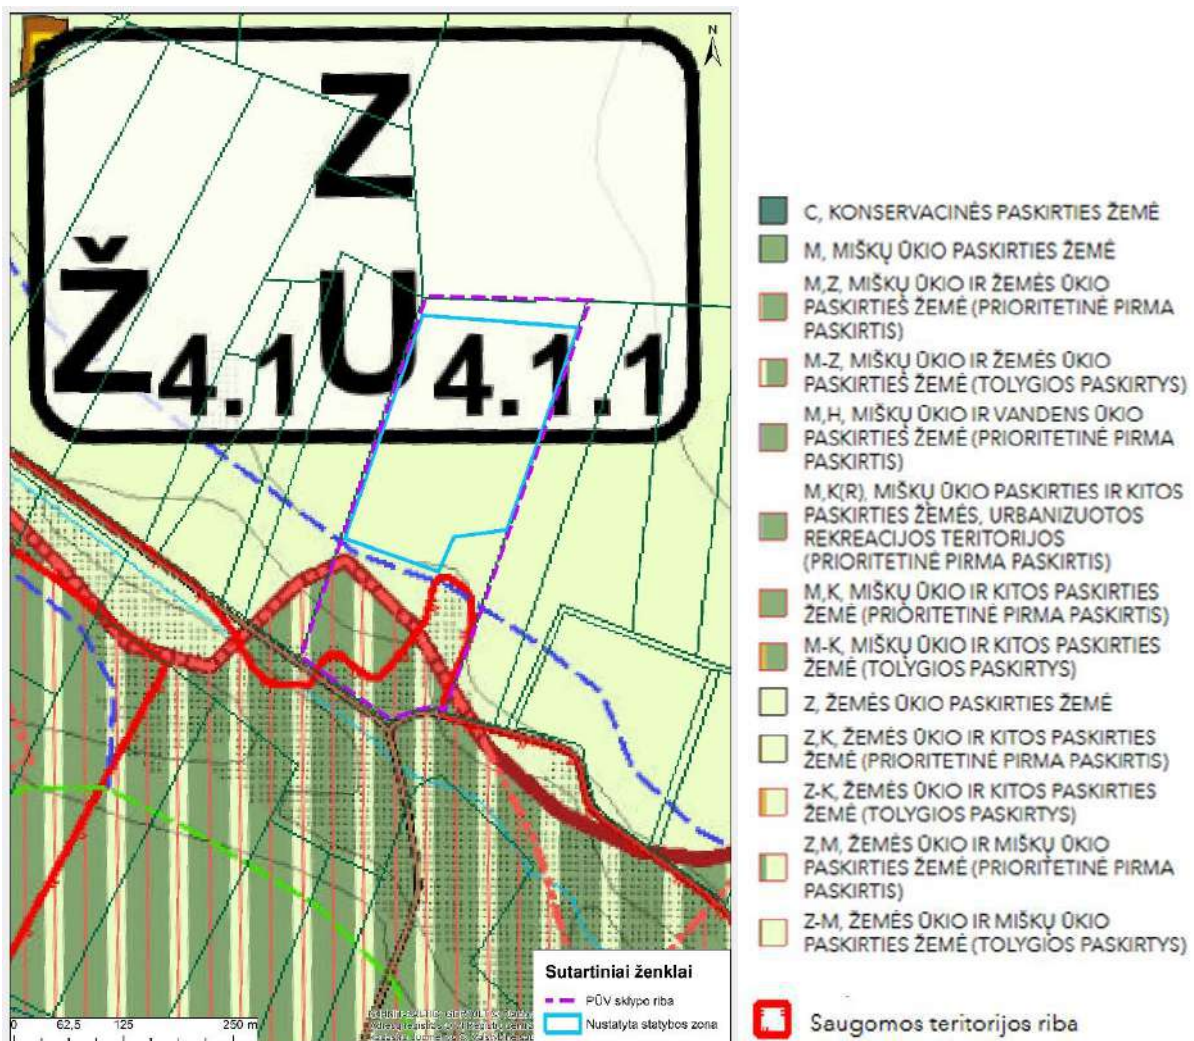 N
Z
Ž4.1 U 4.1.1
Sutartiniai ženklai
PŪV sklypo riba
Nustatyta statybos zona
0 62,5 125 250 m
C, KONSERVACINĖS PASKIRTIES ŽEMĖ
M, MIŠKŲ ŪKIO PASKIRTIES ŽEMĖ
M,Z, MIŠKŲ ŪKIO IR ŽEMĖS ŪKIO
PASKIRTIES ŽEMĖ (PRIORITETINĖ PIRMA
PASKIRTIS)
M-Z, MIŠKŲ ŪKIO IR ŽEMĖS ŪKIO
PASKIRTIES ŽEMĖ (TOLYGIOS PASKIRTYS)
M,H, MIŠKŲ ŪKIO IR VANDENS ŪKIO
PASKIRTIES ŽEMĖ (PRIORITETINĖ PIRMA
PASKIRTIS)
M,K(R), MIŠKŲ ŪKIO PASKIRTIES IR KITOS
PASKIRTIES ŽEMĖS, URBANIZUOTOS
REKREACIJOS TERITORIJOS
(PRIORITETINĖ PIRMA PASKIRTIS)
M,K, MIŠKŲ ŪKIO IR KITOS PASKIRTIES
ŽEMĖ (PRIORITETINĖ PIRMA PASKIRTIS)
M-K, MIŠKŲ ŪKIO IR KITOS PASKIRTIES
ŽEMĖ (TOLYGIOS PASKIRTYS)
Z, ŽEMĖS ŪKIO PASKIRTIES ŽEMĖ
Z,K, ŽEMĖS ŪKIO IR KITOS PASKIRTIES
ŽEMĖ (PRIORITETINĖ PIRMA PASKIRTIS)
Z-K, ŽEMĖS ŪKIO IR KITOS PASKIRTIES
ŽEMĖ (TOLYGIOS PASKIRTYS)
Z,M, ŽEMĖS ŪKIO IR MIŠKŲ ŪKIO
PASKIRTIES ŽEMĖ (PRIORITETINĖ PIRMA
PASKIRTIS)
Z-M, ŽEMĖS ŪKIO IR MIŠKŲ ŪKIO
PASKIRTIES ŽEMĖ (TOLYGIOS PASKIRTYS)
Saugomos teritorijos riba